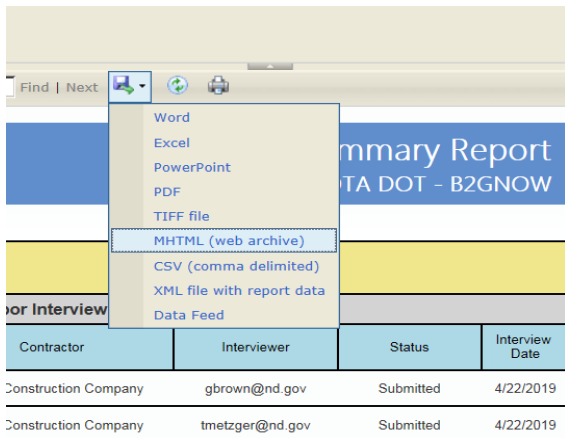 Find | Next
Word
Excel
PowerPoint
PDF
TIFF file
MHTML (web archive)
CSV (comma delimited)
XML file with report data
Data Feed
mmary Report
TA DOT - B2GNOW
oor Interview
Contractor Interviewer Status Interview Date
Construction Company gbrown@nd.gov Submitted 4/22/2019
Construction Company tmetzger@nd.gov Submitted 4/22/2019